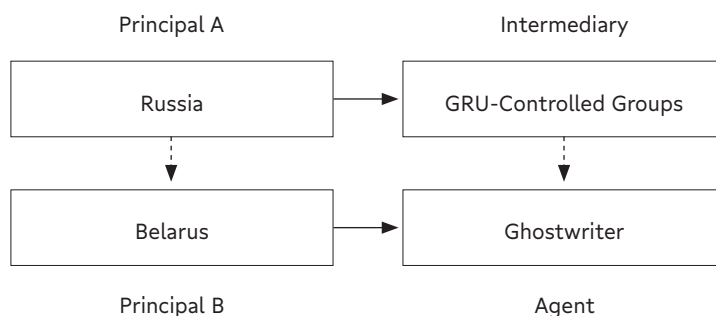 Principal A
Intermediary
Russia
GRU-Controlled Groups
Belarus
Ghostwriter
Principal B
Agent